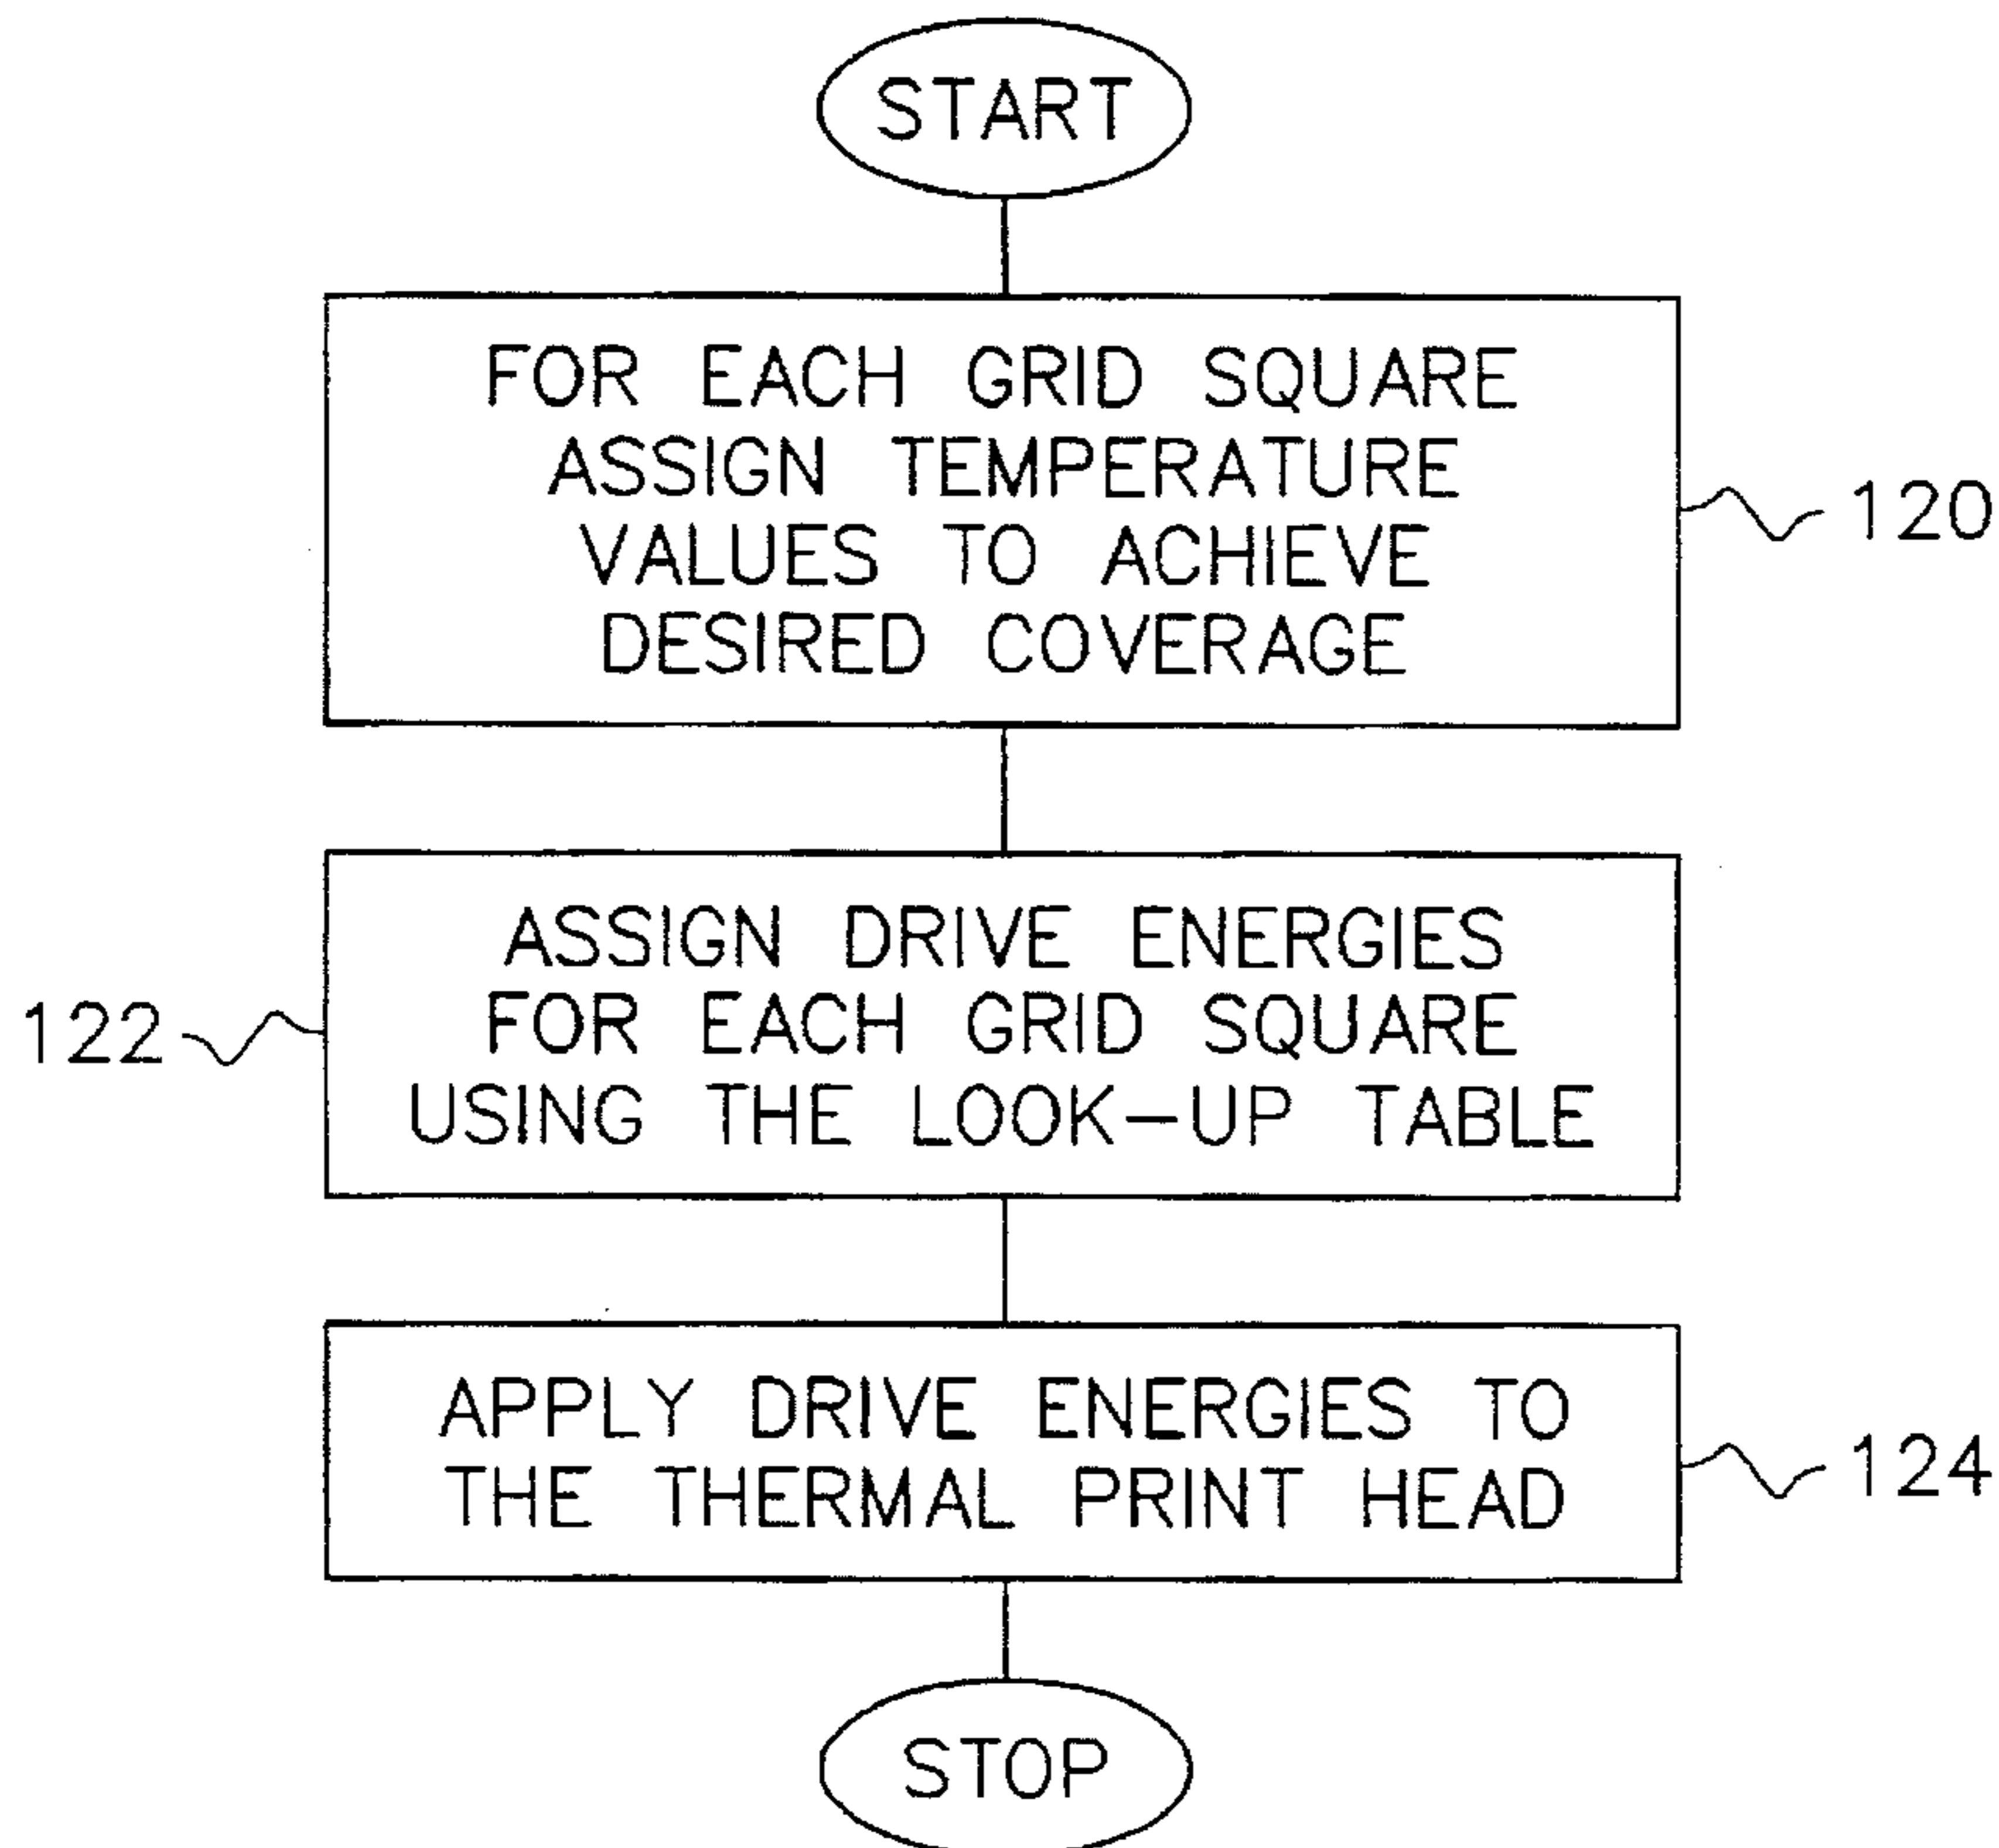 START
FOR EACH GRID SQUARE
ASSIGN TEMPERATURE
VALUES TO ACHIEVE
DESIRED COVERAGE
120
ASSIGN DRIVE ENERGIES
FOR EACH GRID SQUARE
USING THE LOOK-UP TABLE
122
APPLY DRIVE ENERGIES TO
THE THERMAL PRINT HEAD
124
STOP